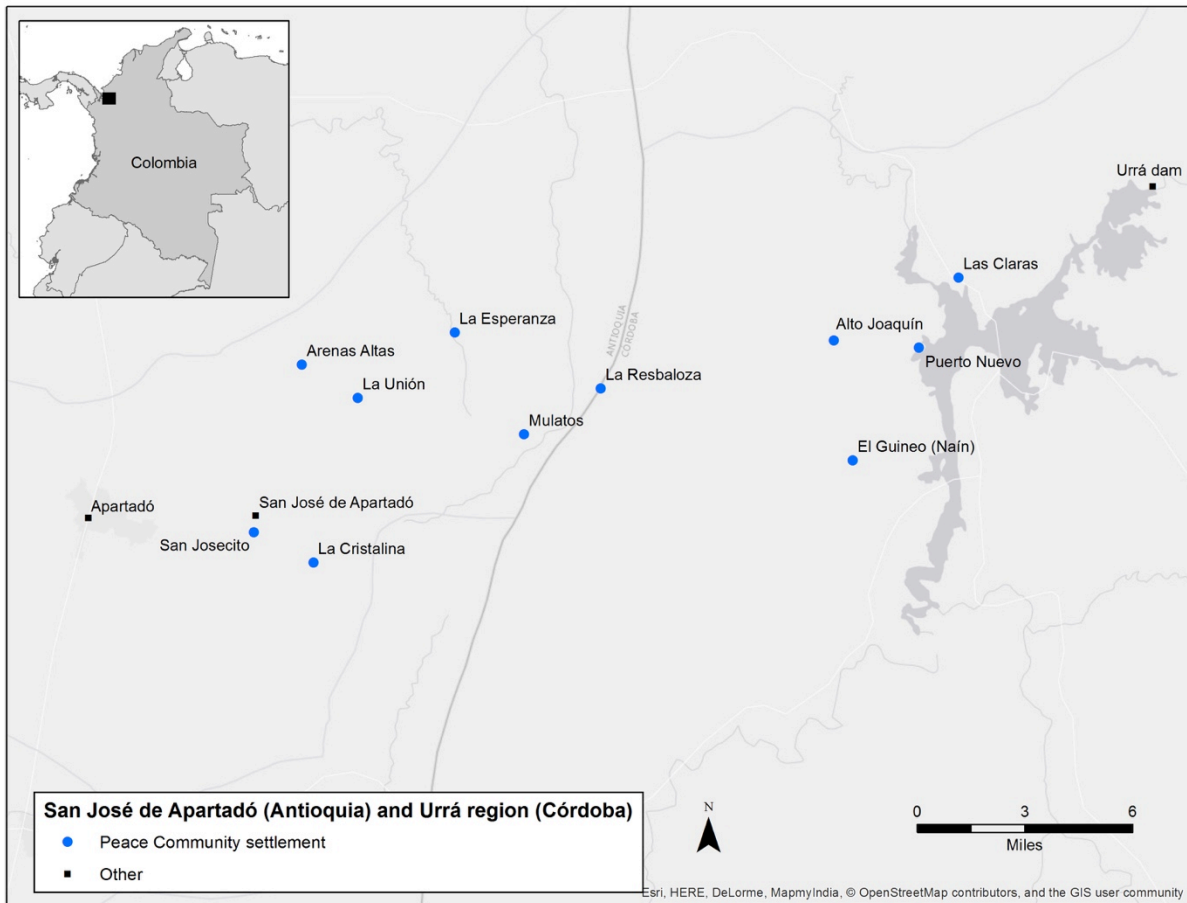 Colombia
Urrá dam
Las Claras
La Esperanza
ANTIOQUIA
CÓRDOBA
Alto Joaquín
Arenas Altas
Puerto Nuevo
La Unión
La Resbaloza
Mulatos
El Guineo (Naín)
Apartadó
San José de Apartadó
San Josecito
La Cristalina
San José de Apartadó (Antioquia) and Urrá region (Córdoba)
Peace Community settlement
Other
N
0 3 6
Miles
Esri, HERE, DeLorme, MapmyIndia, © OpenStreetMap contributors, and the GIS user community